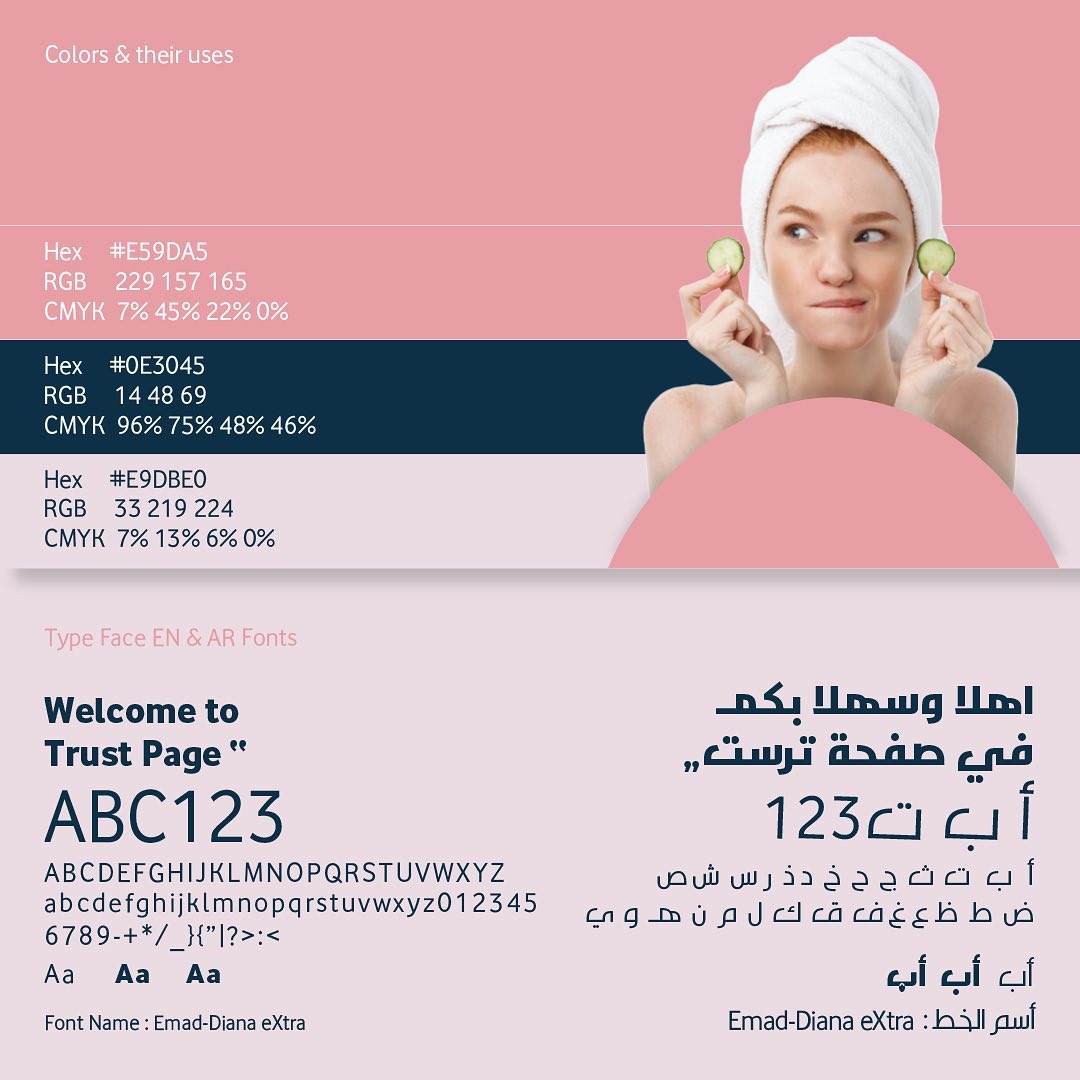 Colors & their uses
Hex #E59DA5
RGB 229 157 165
CMYK 7% 45% 22% 0%
Hex #0E3045
RGB 14 48 69
CMYK 96% 75% 48% 46%
Hex #E9DBE0
RGB 33 219 224
CMYK 7% 13% 6% 0%
Type Face EN & AR Fonts
Welcome to
Trust Page “
ABC123
ABCDEFGHIJKLMNOPQRSTUVWXYZ
abcdefghijklmnopqrstuvwxyz012345
6789-+*/_}{”|?>:<
Aa Aa Aa
Font Name : Emad-Diana eXtra
اهلا وسهلا بكم
في صفحة ترست„
أ ب ت123
أ ب ت ث ج ح خ د ذ ر س ش ص
ض ط ظ ع غ ف ق ك ل م ن هـ و ي
أب أب أب
أسم الخط : Emad-Diana eXtra